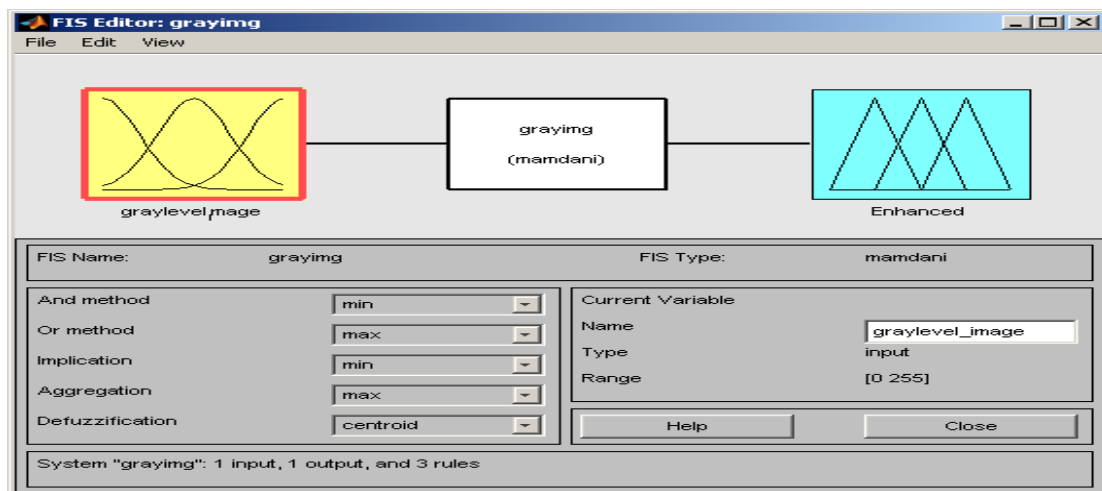 FIS Editor: grayimg
File Edit View
grayimg
(mamdani)
graylevelimage
Enhanced
FIS Name: grayimg FIS Type: mamdani
And method min
Or method max
Implication min
Aggregation max
Defuzzification centroid
Current Variable
Name graylevel_image
Type input
Range [0 255]
Help Close
System "grayimg": 1 input, 1 output, and 3 rules